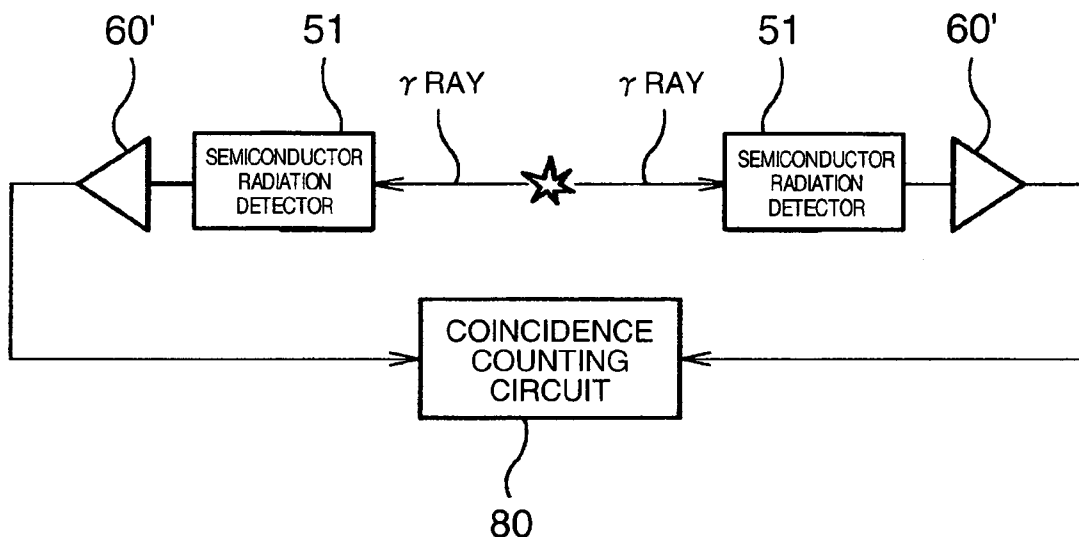 60' 51 51 60'
γ RAY γ RAY
SEMICONDUCTOR
RADIATION
DETECTOR
SEMICONDUCTOR
RADIATION
DETECTOR
COINCIDENCE
COUNTING
CIRCUIT
80